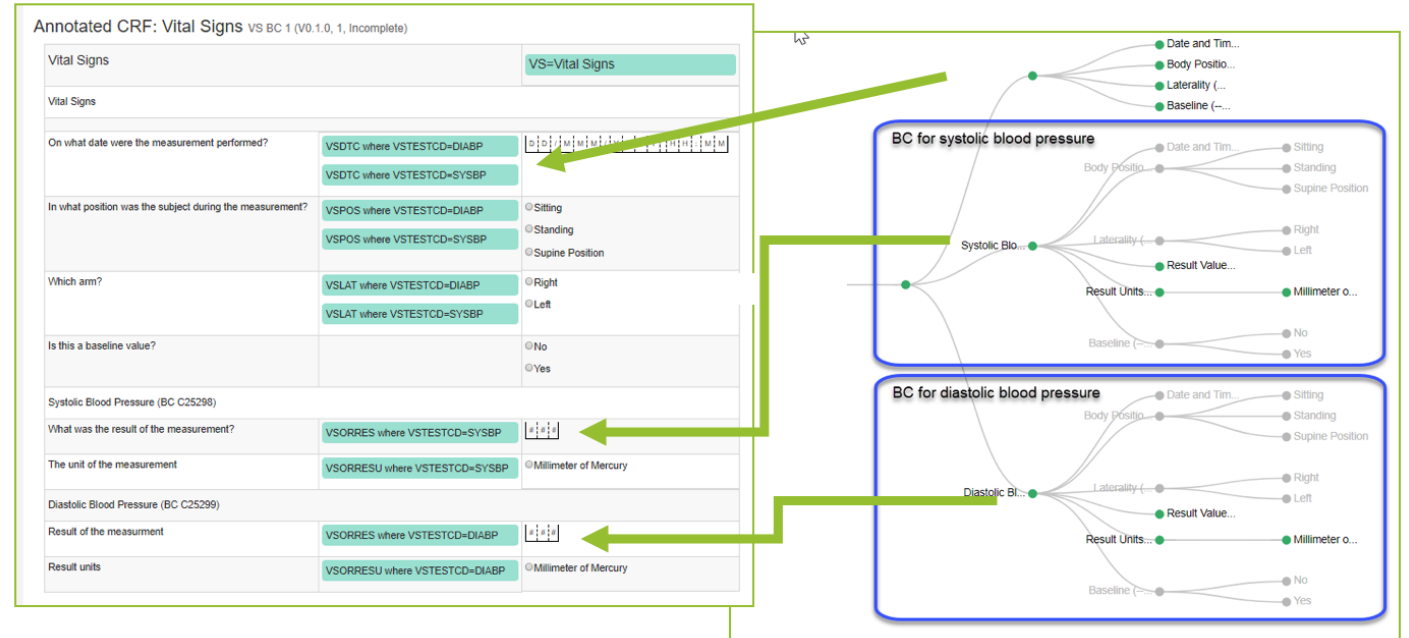 Annotated CRF: Vital Signs VS BC 1 (V0.1.0, 1, Incomplete)
Vital Signs
VS=Vital Signs
Vital Signs
On what date were the measurement performed?
VSDTC where VSTESTCD=DIABP
VSDTC where VSTESTCD=SYSBP
In what position was the subject during the measurement?
VSPOS where VSTESTCD=DIABP
VSPOS where VSTESTCD=SYSBP
Sitting
Standing
Supine Position
Which arm?
VSLAT where VSTESTCD=DIABP
VSLAT where VSTESTCD=SYSBP
Right
Left
Is this a baseline value?
No
Yes
Systolic Blood Pressure (BC C25298)
What was the result of the measurement?
VSORRES where VSTESTCD=SYSBP
# # #
The unit of the measurement
VSORRESU where VSTESTCD=SYSBP
Millimeter of Mercury
Diastolic Blood Pressure (BC C25299)
Result of the measurment
VSORRES where VSTESTCD=DIABP
# # #
Result units
VSORRESU where VSTESTCD=DIABP
Millimeter of Mercury
Date and Tim...
Body Positio...
Laterality (...
Baseline (--...
BC for systolic blood pressure
Date and Tim...
Body Positio...
Sitting
Standing
Supine Position
Systolic Blo...
Laterality (...
Right
Left
Result Value...
Result Units...
Millimeter o...
Baseline (--...
No
Yes
BC for diastolic blood pressure
Date and Tim...
Body Positio...
Sitting
Standing
Supine Position
Diastolic Bl...
Laterality (...
Right
Left
Result Value...
Result Units...
Millimeter o...
Baseline (--...
No
Yes